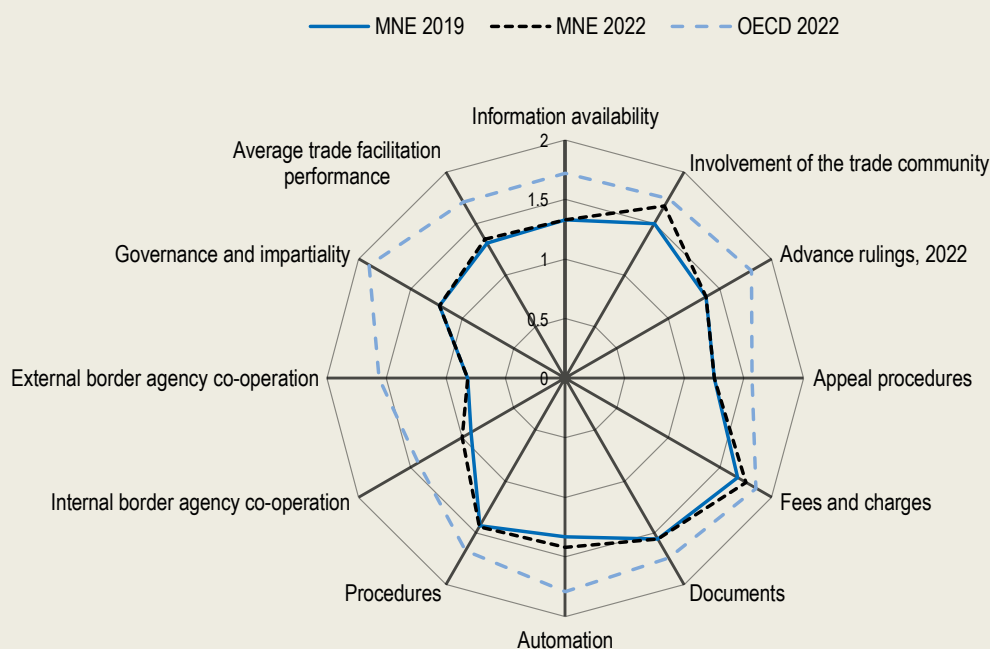 MNE 2019 MNE 2022 OECD 2022
Information availability
2
Average trade facilitation
performance
Involvement of the trade community
1.5
Governance and impartiality
Advance rulings, 2022
1
0.5
External border agency co-operation
0
Appeal procedures
Internal border agency co-operation
Fees and charges
Procedures
Documents
Automation